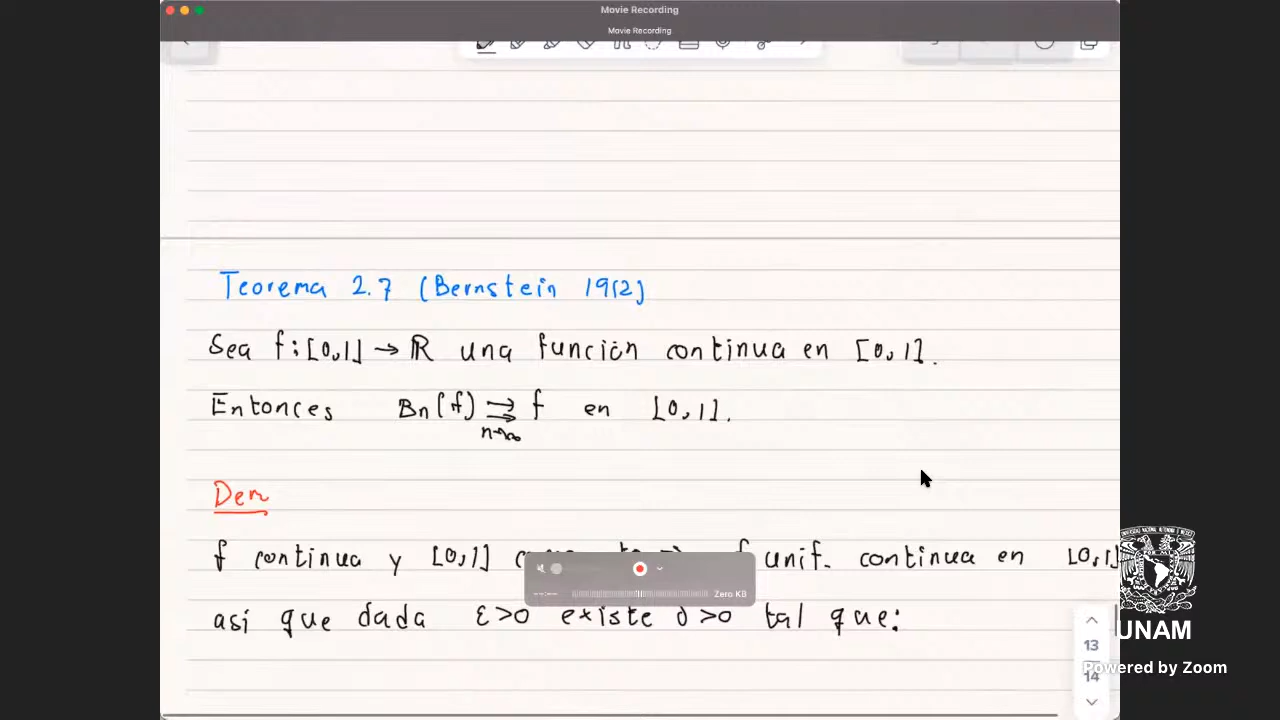 Movie Recording
Movie Recording
Teorema 2.7 (Bernstein 1912)
Sea f:[0,1] → ℝ una función continua en [0,1].
Entonces Bn(f) ⇉ f en [0,1].
n→∞
Dem
f continua y [0,1] f unif. continua en [0,1]
así que dada ε>0 existe δ>0 tal que:
--:--
Zero KB
13
14
UNAM
Powered by Zoom